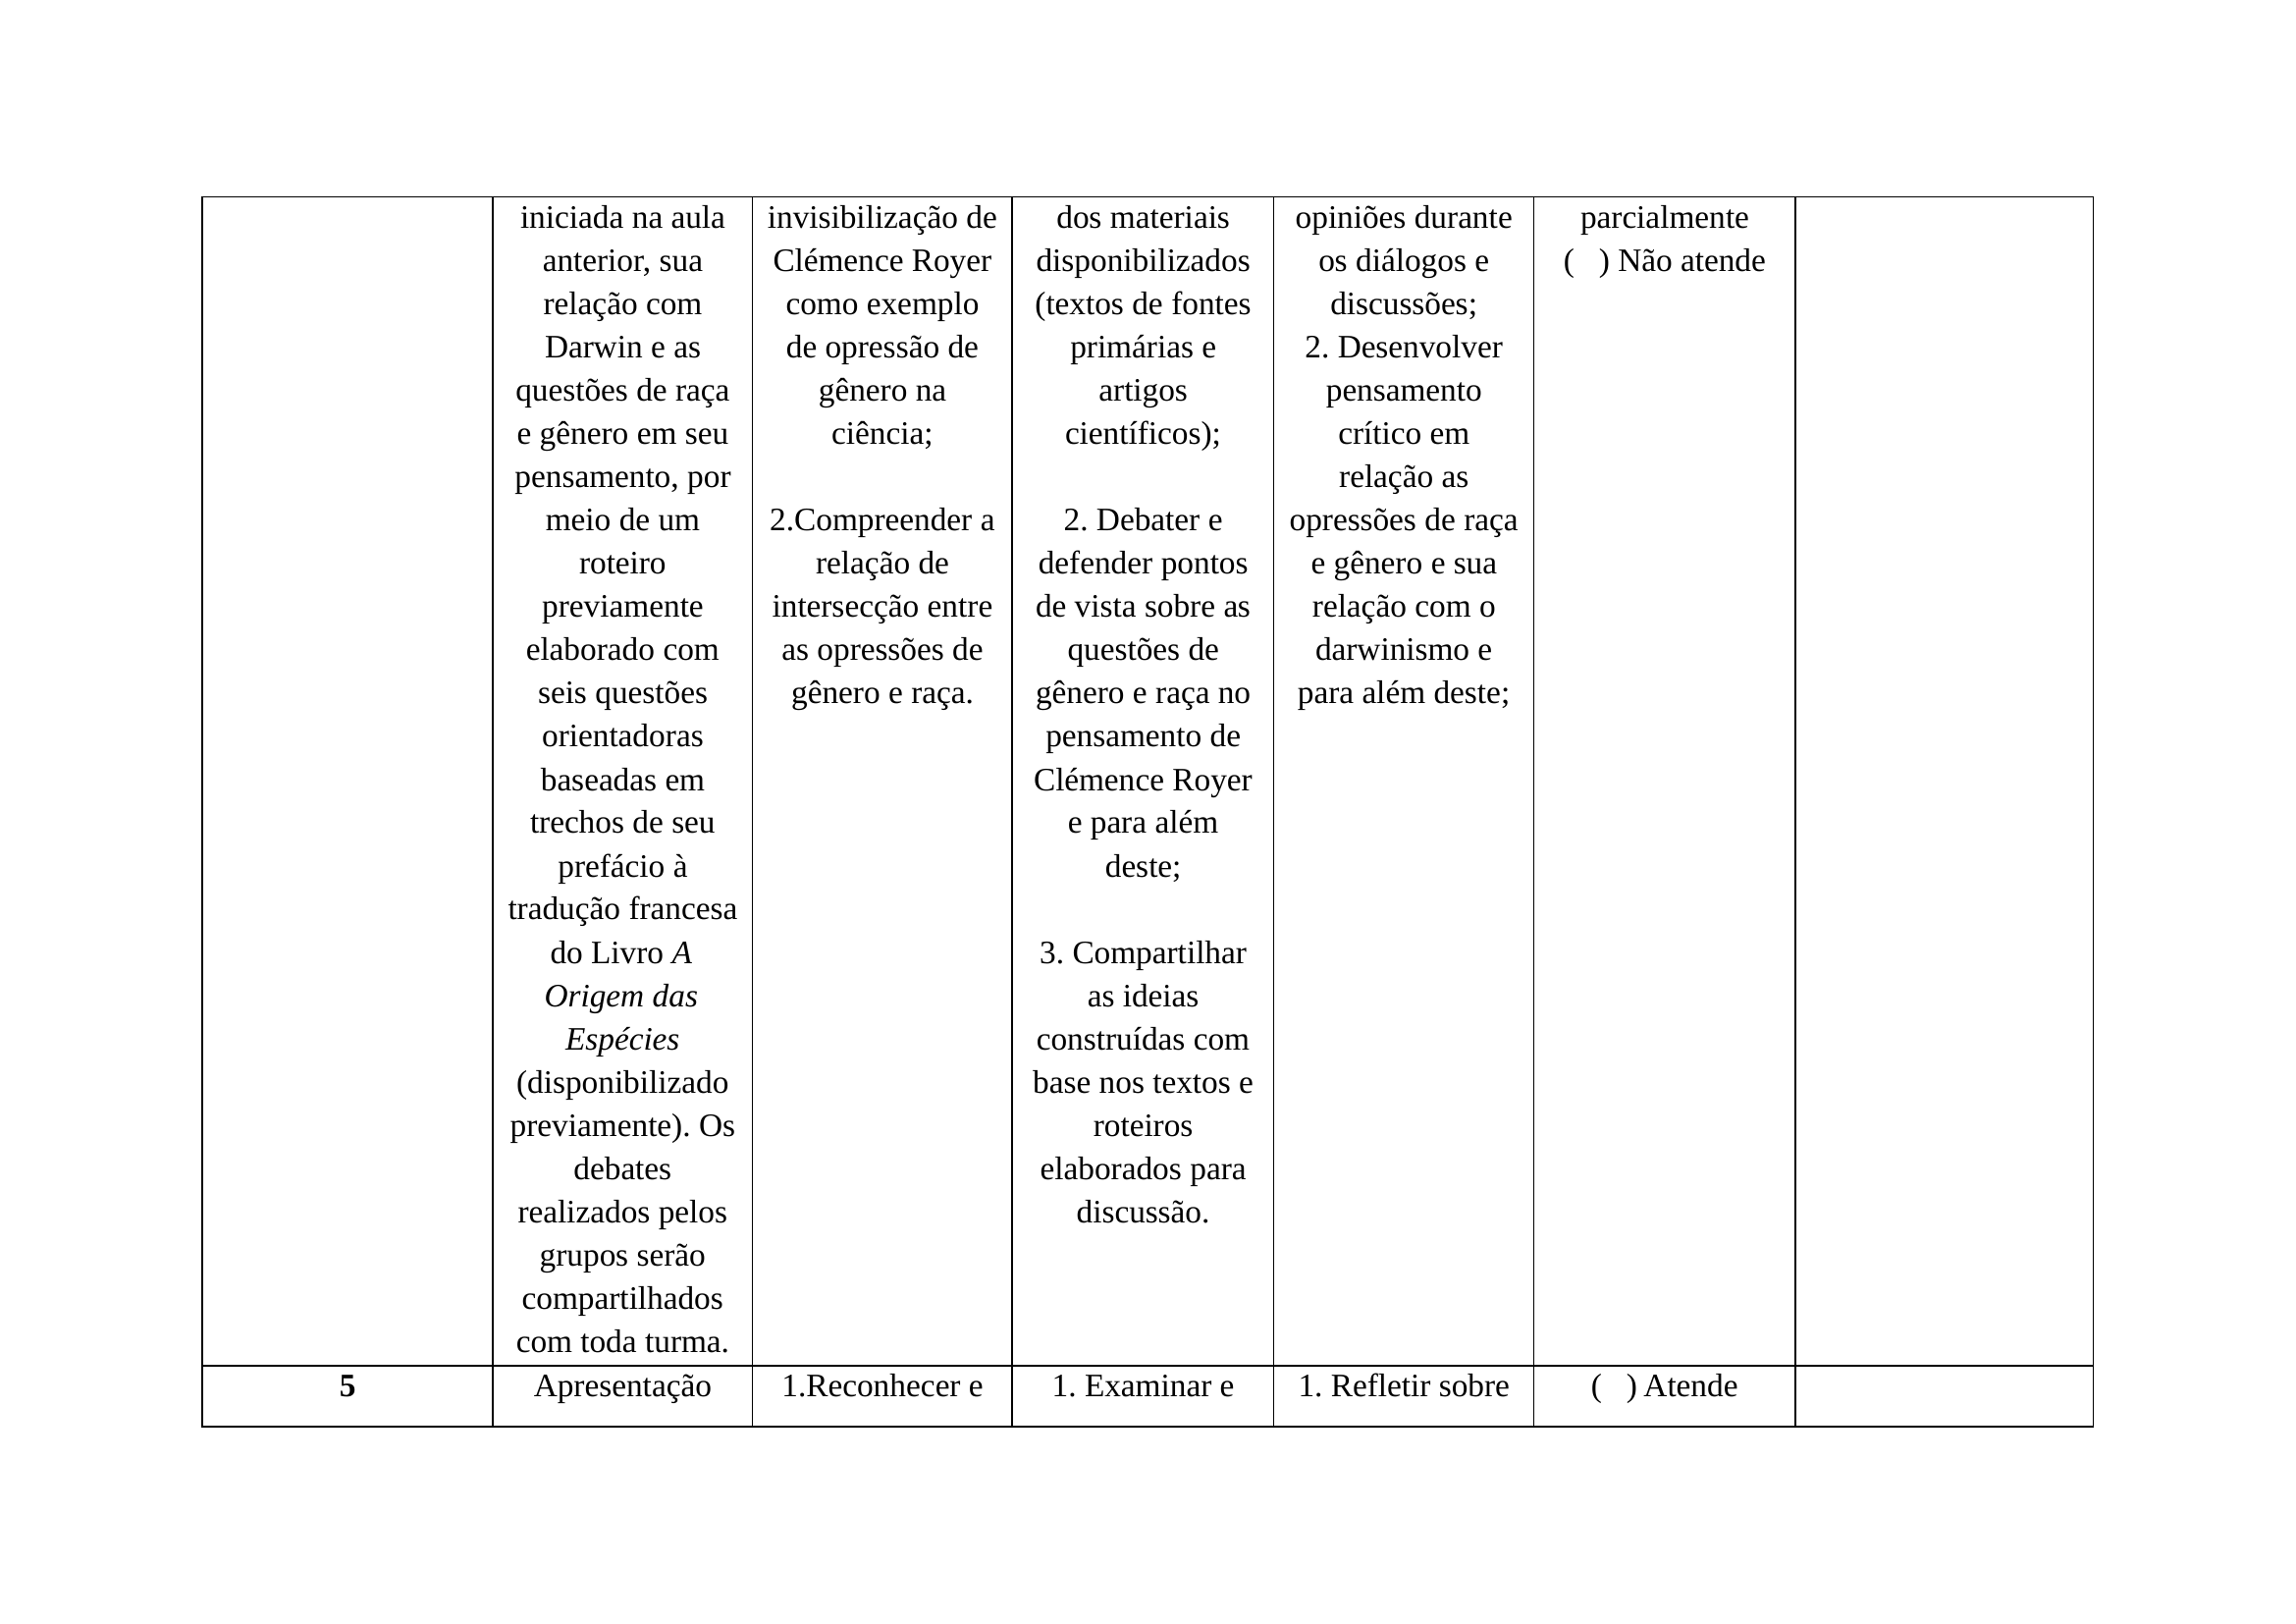 iniciada na aula
anterior, sua
relação com
Darwin e as
questões de raça
e gênero em seu
pensamento, por
meio de um
roteiro
previamente
elaborado com
seis questões
orientadoras
baseadas em
trechos de seu
prefácio à
tradução francesa
do Livro A
Origem das
Espécies
(disponibilizado
previamente). Os
debates
realizados pelos
grupos serão
compartilhados
com toda turma.
invisibilização de
Clémence Royer
como exemplo
de opressão de
gênero na
ciência;
2.Compreender a
relação de
intersecção entre
as opressões de
gênero e raça.
dos materiais
disponibilizados
(textos de fontes
primárias e
artigos
científicos);
2. Debater e
defender pontos
de vista sobre as
questões de
gênero e raça no
pensamento de
Clémence Royer
e para além
deste;
3. Compartilhar
as ideias
construídas com
base nos textos e
roteiros
elaborados para
discussão.
opiniões durante
os diálogos e
discussões;
2. Desenvolver
pensamento
crítico em
relação as
opressões de raça
e gênero e sua
relação com o
darwinismo e
para além deste;
parcialmente
(   ) Não atende
5
Apresentação
1.Reconhecer e
1. Examinar e
1. Refletir sobre
(   ) Atende